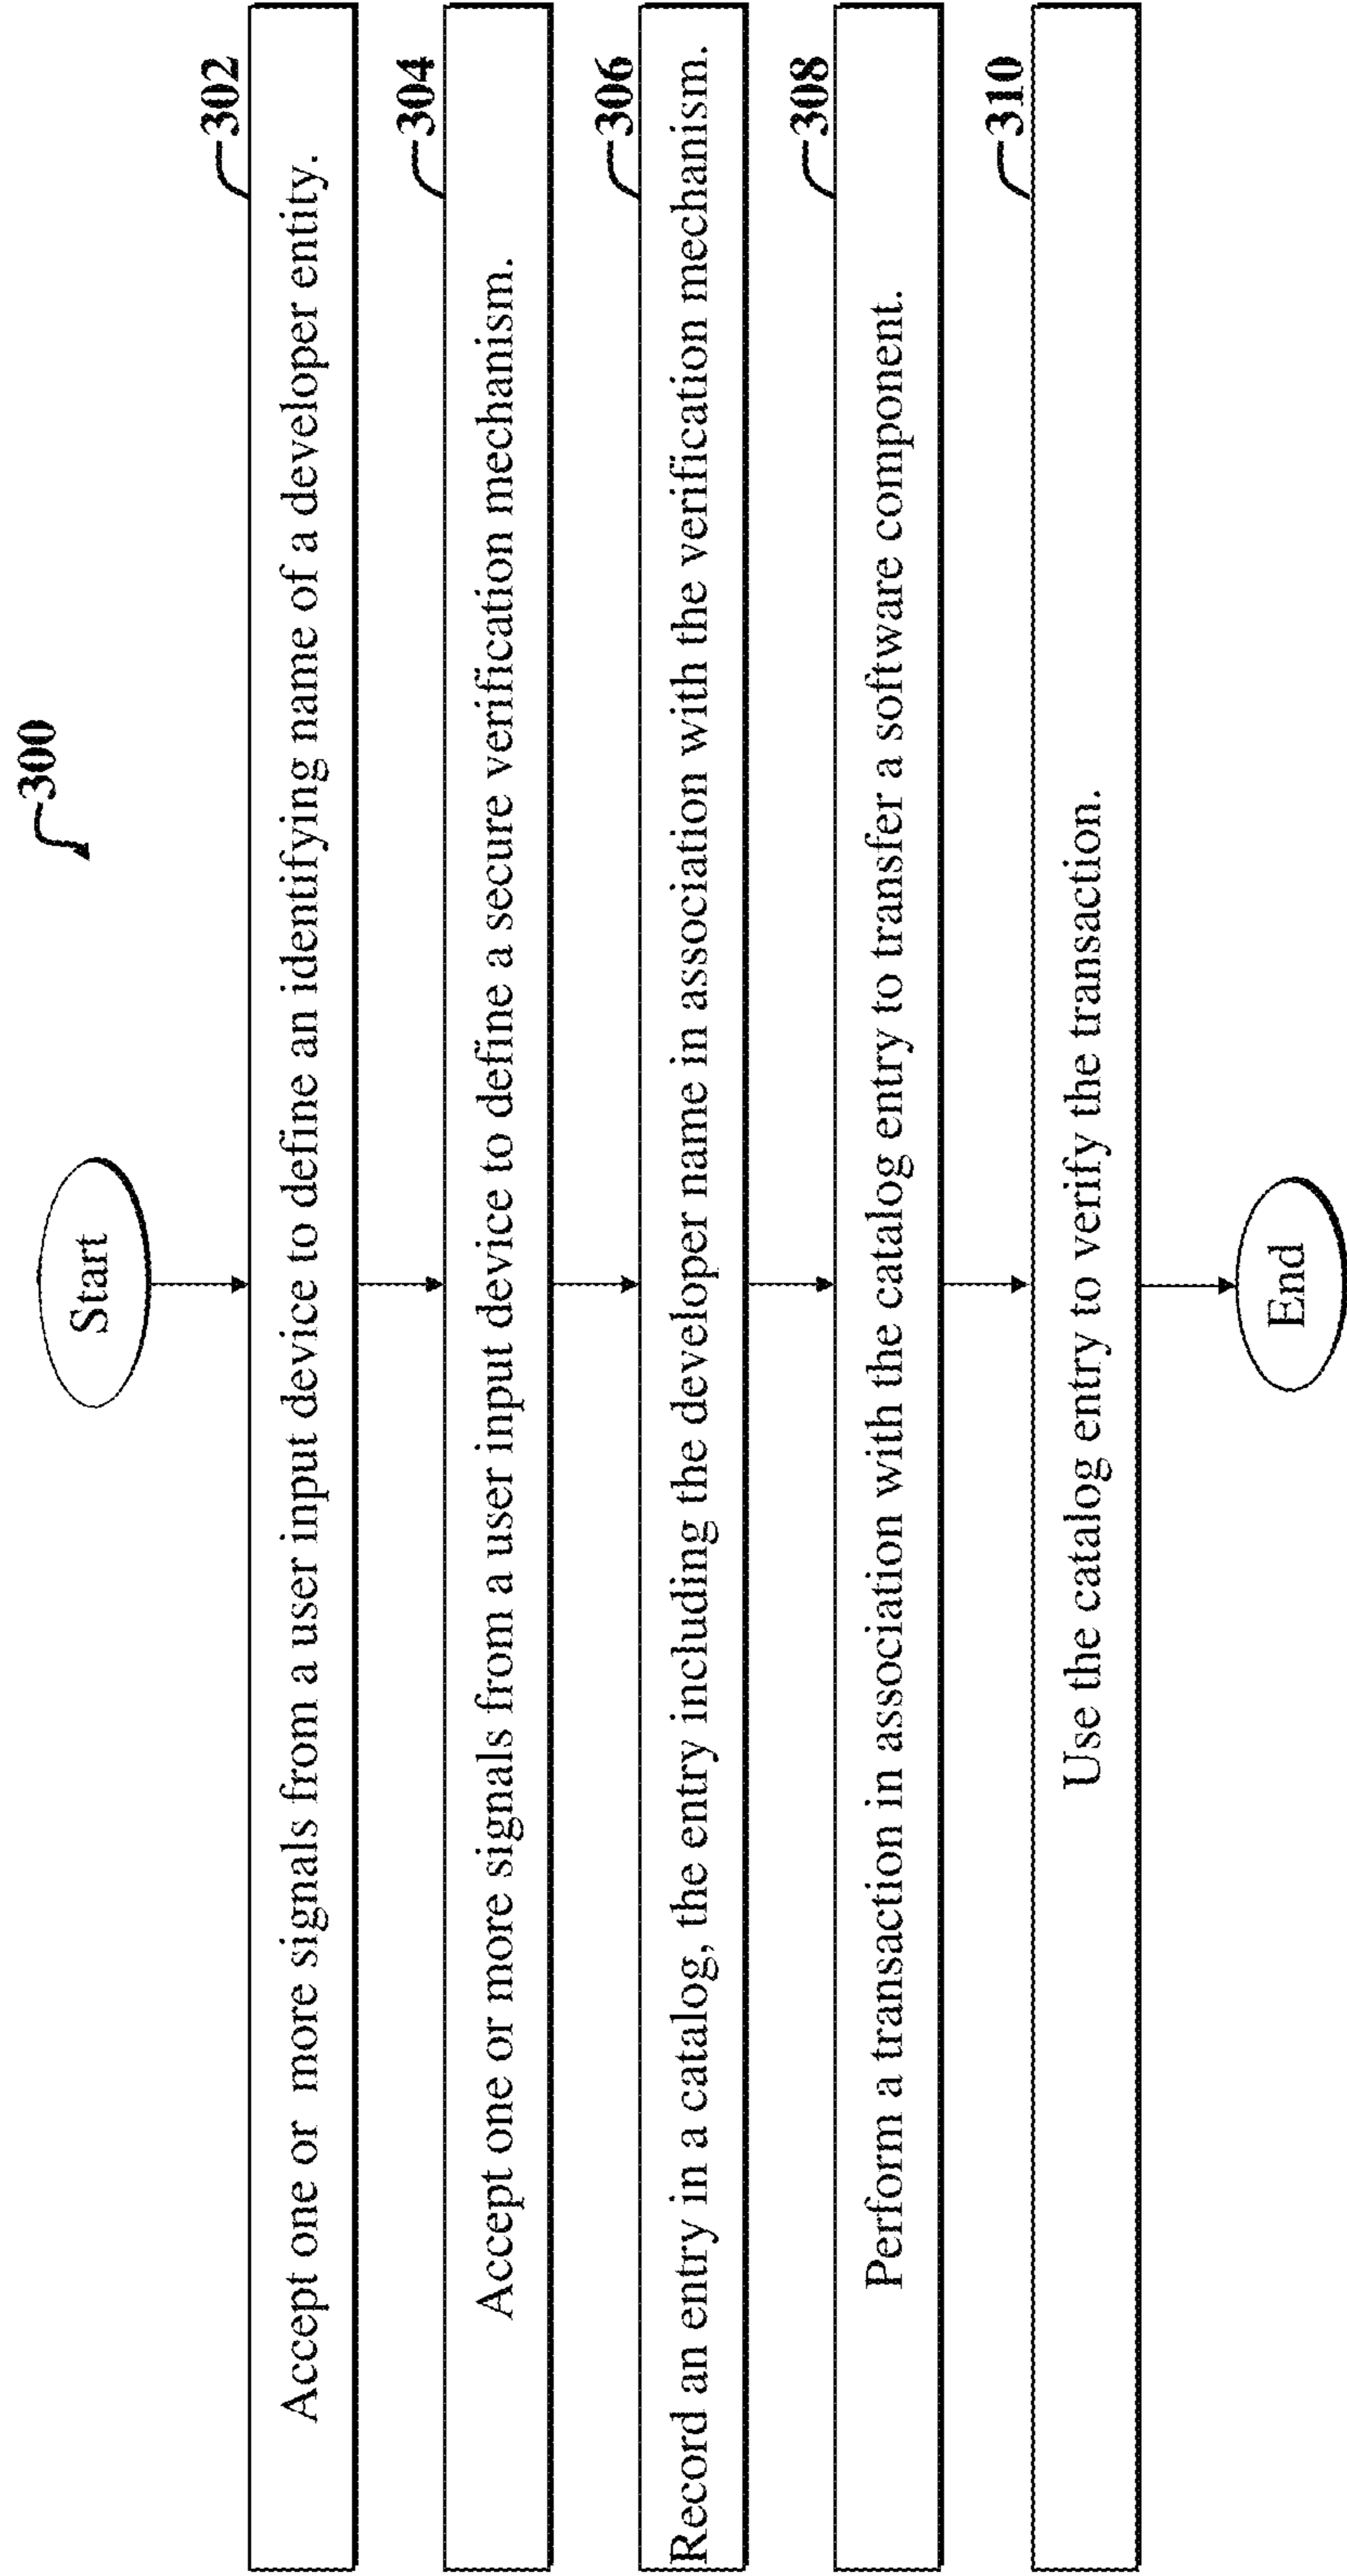 300
Start
302
Accept one or more signals from a user input device to define an identifying name of a developer entity.
304
Accept one or more signals from a user input device to define a secure verification mechanism.
306
Record an entry in a catalog, the entry including the developer name in association with the verification mechanism.
308
Perform a transaction in association with the catalog entry to transfer a software component.
310
Use the catalog entry to verify the transaction.
End